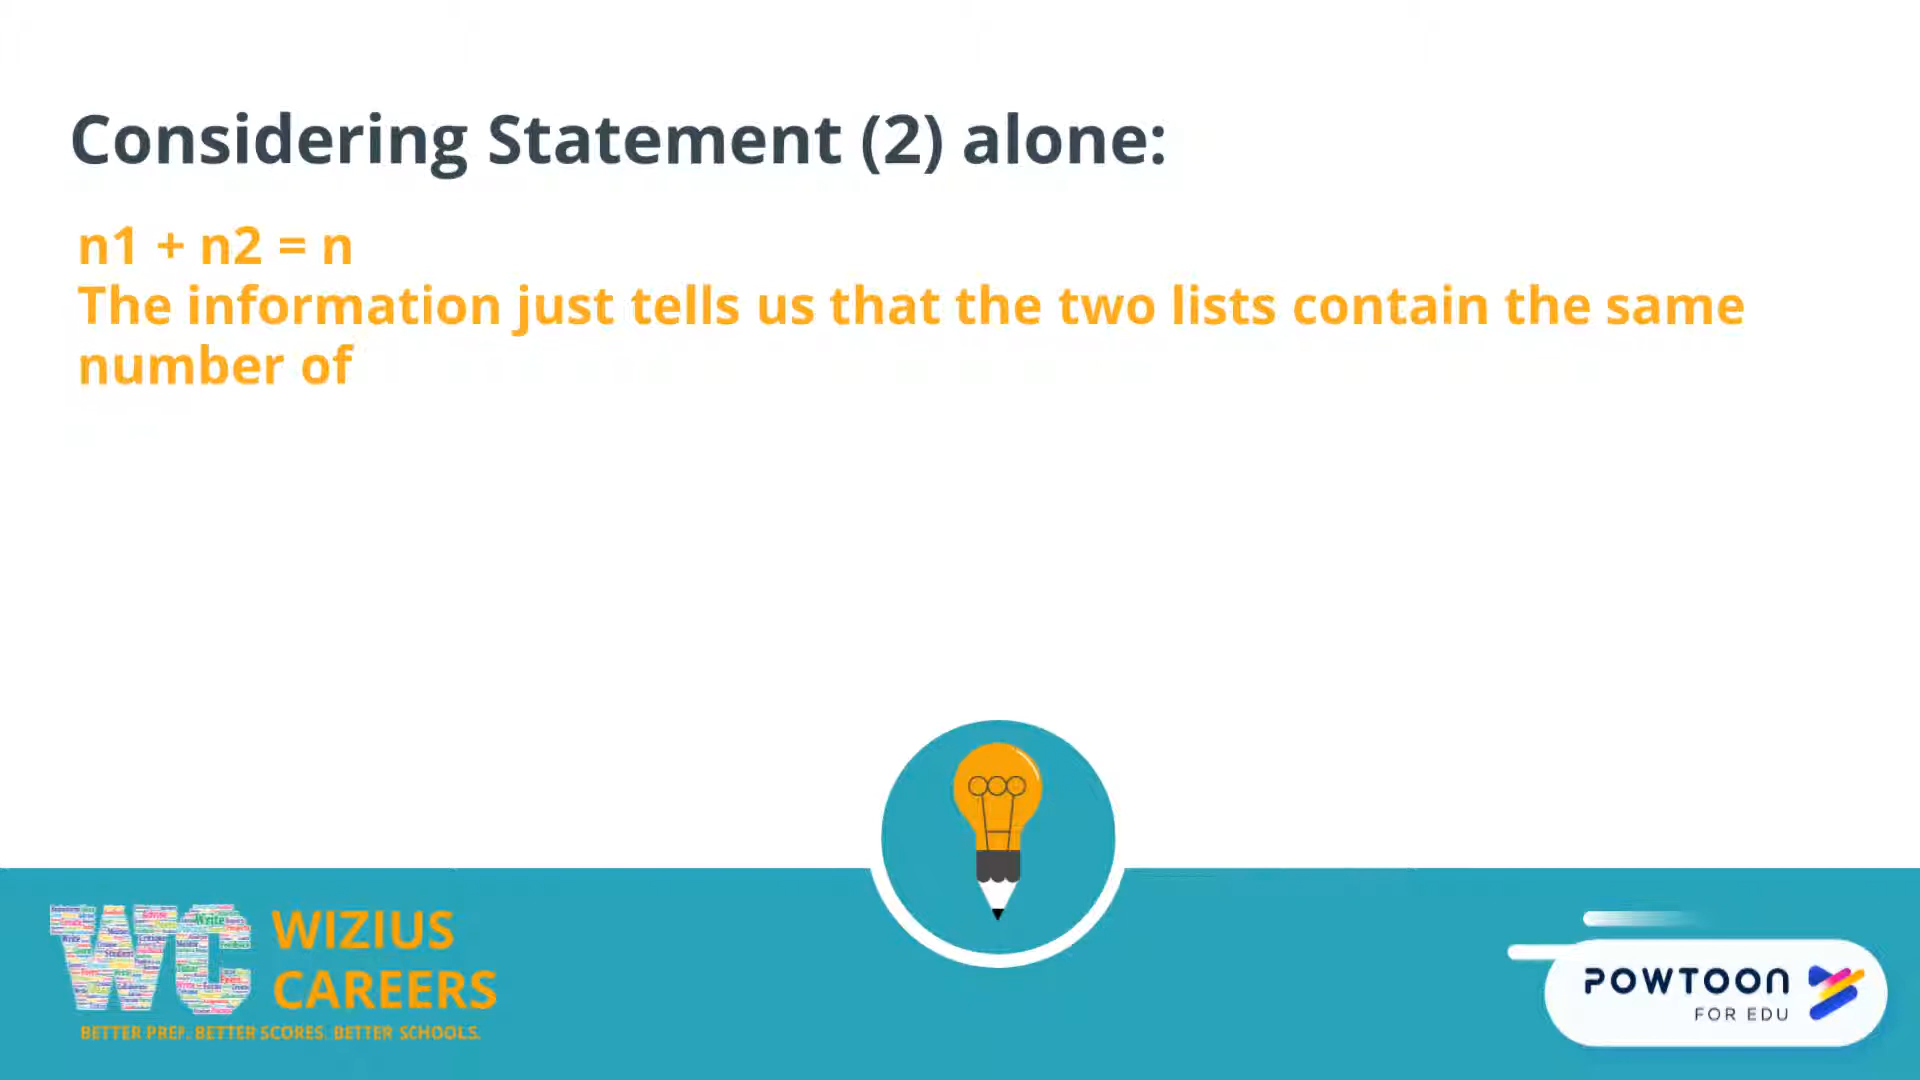 Considering Statement (2) alone:
n1 + n2 = n
The information just tells us that the two lists contain the same
number of
WC
WIZIUS
CAREERS
BETTER PREP. BETTER SCORES. BETTER SCHOOLS.
POWTOON
FOR EDU